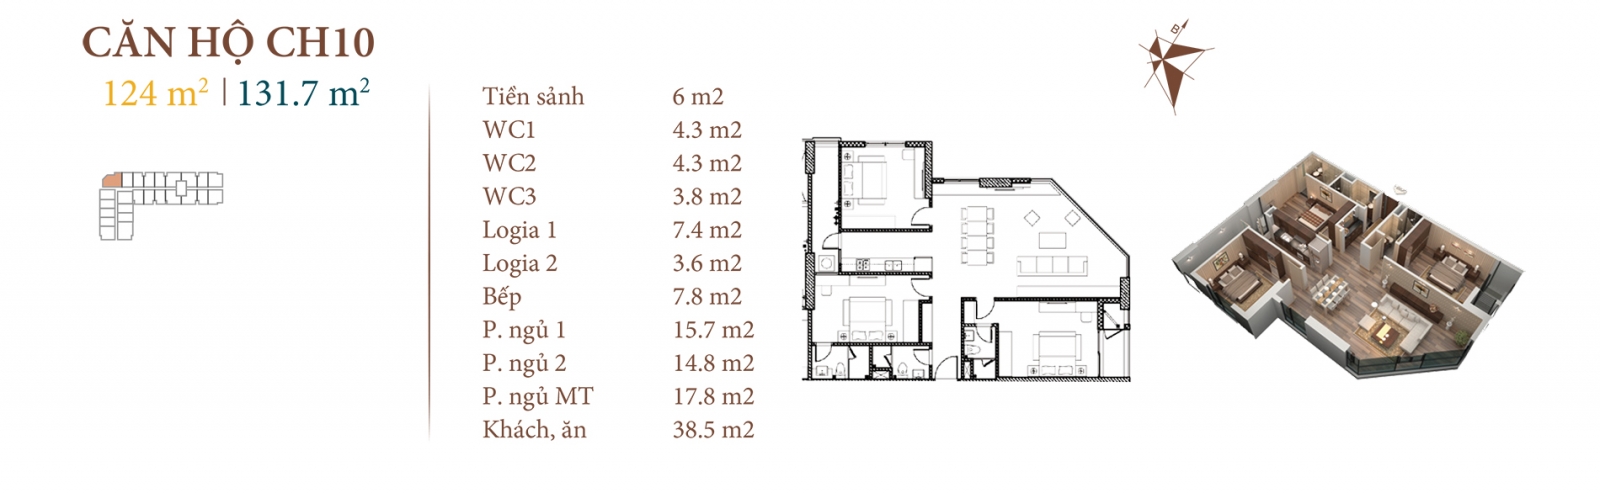 CĂN HỘ CH10
124 m² | 131.7 m²
Tiền sảnh 6 m2
WC1 4.3 m2
WC2 4.3 m2
WC3 3.8 m2
Logia 1 7.4 m2
Logia 2 3.6 m2
Bếp 7.8 m2
P. ngủ 1 15.7 m2
P. ngủ 2 14.8 m2
P. ngủ MT 17.8 m2
Khách, ăn 38.5 m2
B